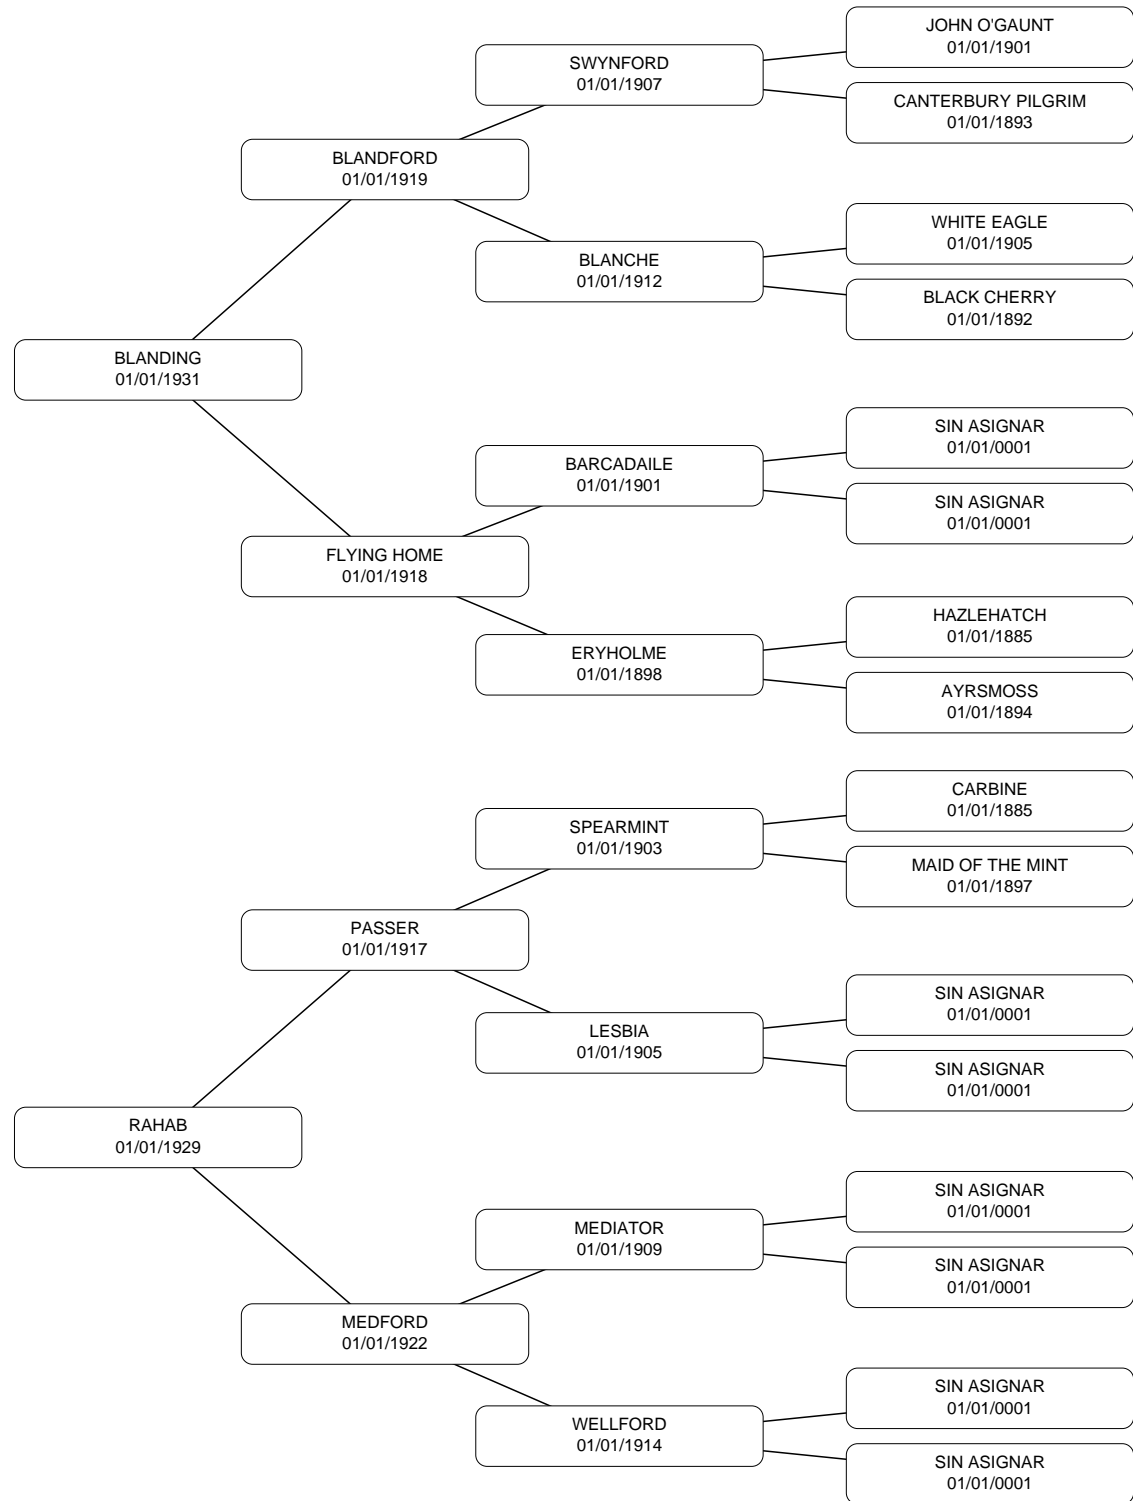 JOHN O'GAUNT
01/01/1901
SWYNFORD
01/01/1907
CANTERBURY PILGRIM
01/01/1893
BLANDFORD
01/01/1919
WHITE EAGLE
01/01/1905
BLANCHE
01/01/1912
BLACK CHERRY
01/01/1892
BLANDING
01/01/1931
SIN ASIGNAR
01/01/0001
BARCADAILE
01/01/1901
SIN ASIGNAR
01/01/0001
FLYING HOME
01/01/1918
HAZLEHATCH
01/01/1885
ERYHOLME
01/01/1898
AYRSMOSS
01/01/1894
CARBINE
01/01/1885
SPEARMINT
01/01/1903
MAID OF THE MINT
01/01/1897
PASSER
01/01/1917
SIN ASIGNAR
01/01/0001
LESBIA
01/01/1905
SIN ASIGNAR
01/01/0001
RAHAB
01/01/1929
SIN ASIGNAR
01/01/0001
MEDIATOR
01/01/1909
SIN ASIGNAR
01/01/0001
MEDFORD
01/01/1922
SIN ASIGNAR
01/01/0001
WELLFORD
01/01/1914
SIN ASIGNAR
01/01/0001